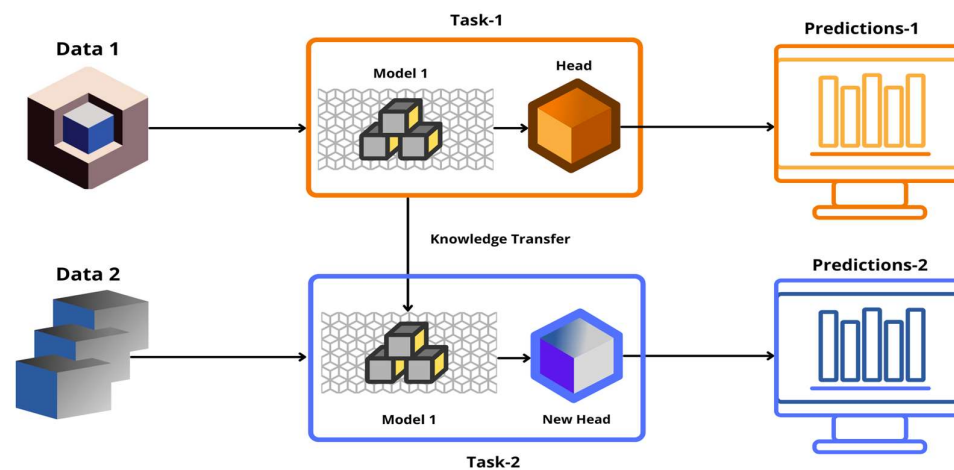 Task-1
Data 1
Predictions-1
Model 1
Head
Knowledge Transfer
Data 2
Predictions-2
Model 1
New Head
Task-2